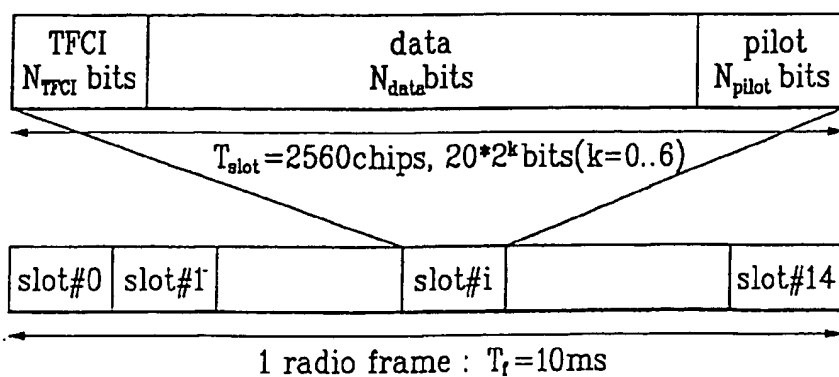 TFCI data pilot
N_TFCI bits N_data bits N_pilot bits
T_slot=2560chips, 20*2^k bits(k=0..6)
slot#0 slot#1 slot#i slot#14
1 radio frame : T_f=10ms